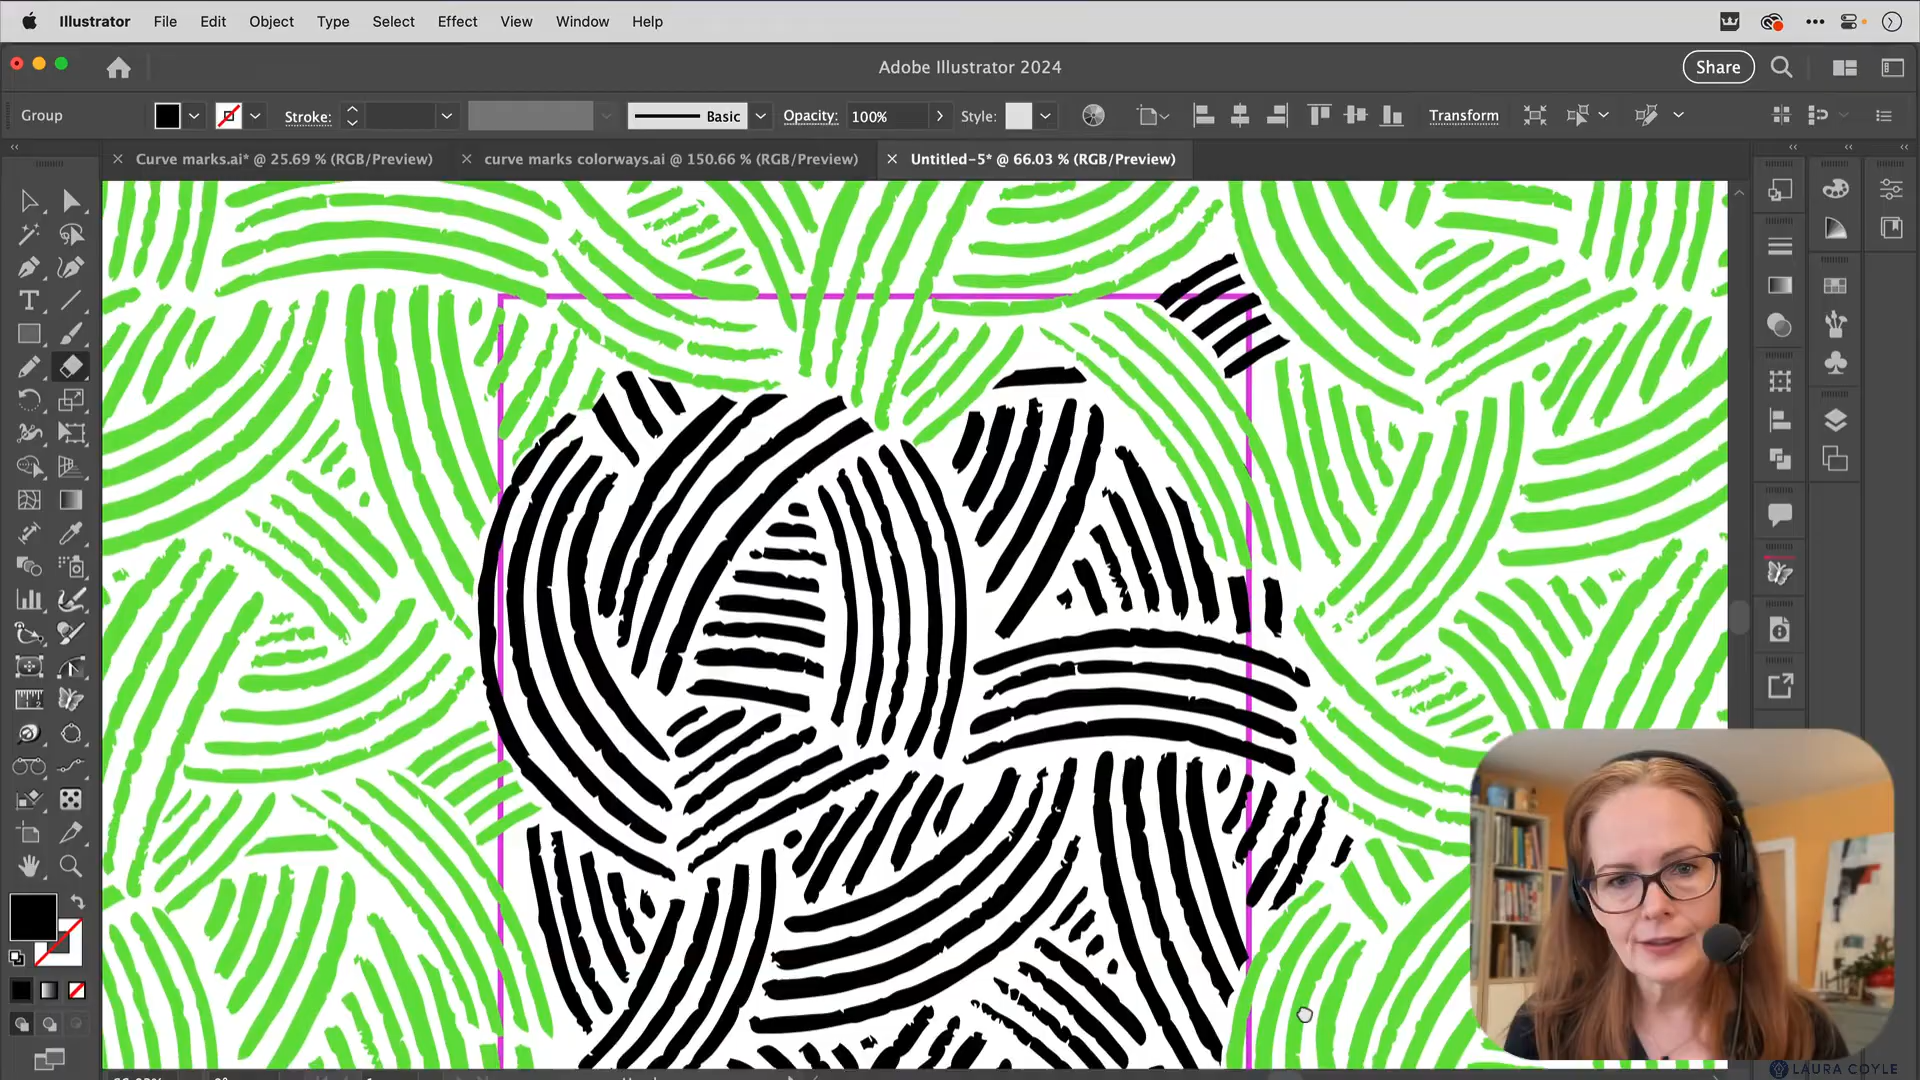 Illustrator File Edit Object Type Select Effect View Window Help
Adobe Illustrator 2024
Share
Group Stroke: Basic Opacity: 100% Style: Transform
Curve marks.ai* @ 25.69 % (RGB/Preview) curve marks colorways.ai @ 150.66 % (RGB/Preview) Untitled-5* @ 66.03 % (RGB/Preview)
LAURA COYLE